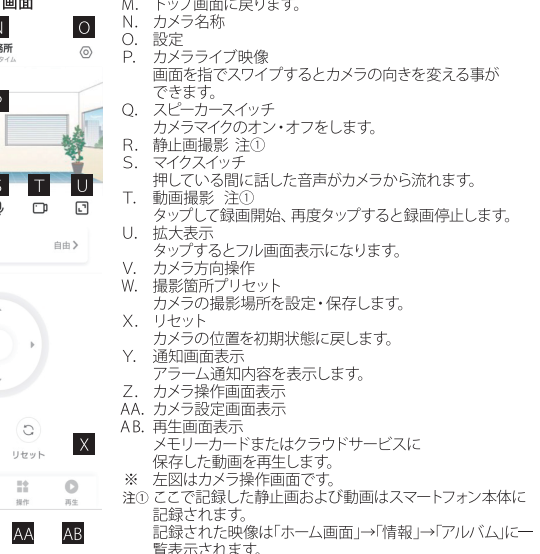 画面
N
O
タイム
自由 >
T
U
リセット
X
操作
再生
AA
AB
M. トップ画面に戻ります。
N. カメラ名称
O. 設定
P. カメラライブ映像
画面を指でスワイプするとカメラの向きを変える事が
できます。
Q. スピーカースイッチ
カメラマイクのオン・オフをします。
R. 静止画撮影 注①
S. マイクスイッチ
押している間に話した音声がカメラから流れます。
T. 動画撮影 注①
タップして録画開始、再度タップすると録画停止します。
U. 拡大表示
タップするとフル画面表示になります。
V. カメラ方向操作
W. 撮影箇所プリセット
カメラの撮影場所を設定・保存します。
X. リセット
カメラの位置を初期状態に戻します。
Y. 通知画面表示
アラーム通知内容を表示します。
Z. カメラ操作画面表示
AA. カメラ設定画面表示
AB. 再生画面表示
メモリーカードまたはクラウドサービスに
保存した動画を再生します。
※ 左図はカメラ操作画面です。
注① ここで記録した静止画および動画はスマートフォン本体に
記録されます。
記録された映像は「ホーム画面」→「情報」→「アルバム」に一
覧表示されます。